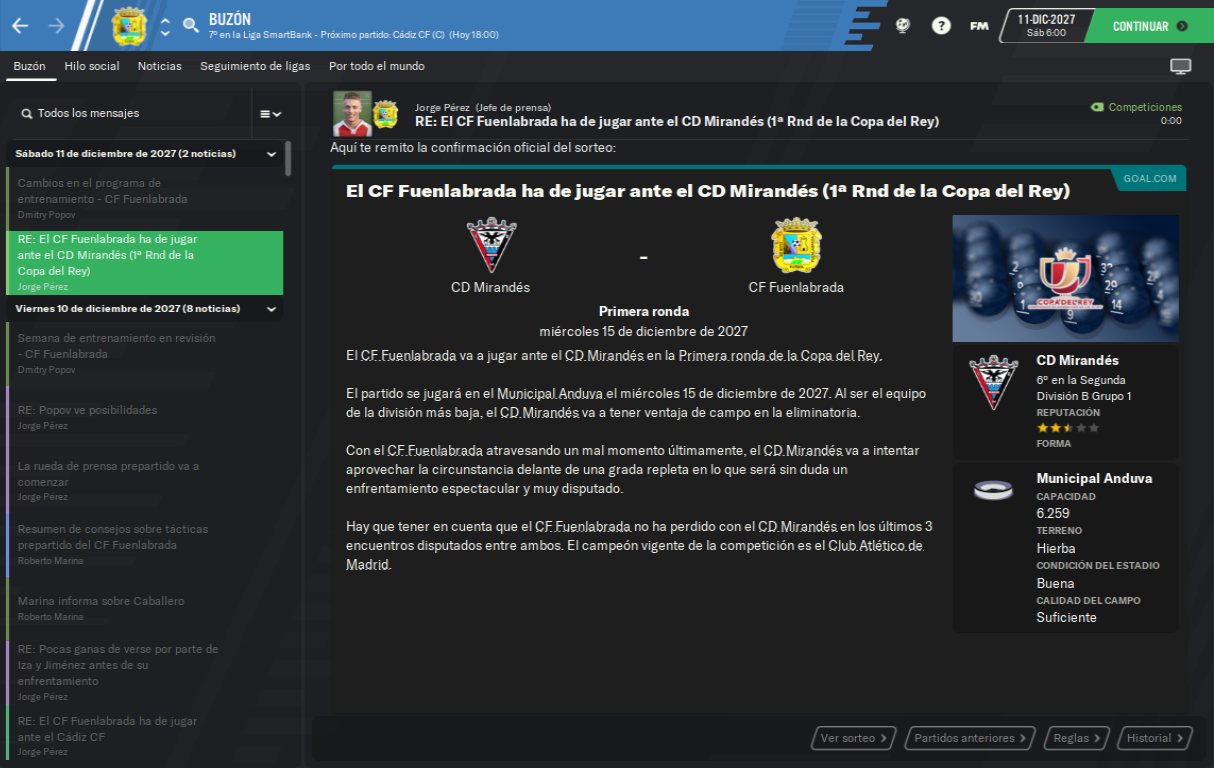 BUZÓN
7º en la Liga SmartBank - Próximo partido: Cádiz CF (C) (Hoy 18:00)
?
FM
11-DIC-2027
Sáb 6:00
CONTINUAR
Buzón Hilo social Noticias Seguimiento de ligas Por todo el mundo
Todos los mensajes
Sábado 11 de diciembre de 2027 (2 noticias)
Cambios en el programa de
entrenamiento - CF Fuenlabrada
Dmitry Popov
RE: El CF Fuenlabrada ha de jugar
ante el CD Mirandés (1ª Rnd de la
Copa del Rey)
Jorge Pérez
Viernes 10 de diciembre de 2027 (8 noticias)
Semana de entrenamiento en revisión
- CF Fuenlabrada
Dmitry Popov
RE: Popov ve posibilidades
Jorge Pérez
La rueda de prensa prepartido va a
comenzar
Jorge Pérez
Resumen de consejos sobre tácticas
prepartido del CF Fuenlabrada
Roberto Marina
Marina informa sobre Caballero
Roberto Marina
RE: Pocas ganas de verse por parte de
Iza y Jiménez antes de su
enfrentamiento
Jorge Pérez
RE: El CF Fuenlabrada ha de jugar
ante el Cádiz CF
Jorge Pérez
Jorge Pérez (Jefe de prensa)
RE: El CF Fuenlabrada ha de jugar ante el CD Mirandés (1ª Rnd de la Copa del Rey)
Competiciones
0:00
Aquí te remito la confirmación oficial del sorteo:
GOAL.COM
El CF Fuenlabrada ha de jugar ante el CD Mirandés (1ª Rnd de la Copa del Rey)
-
CD Mirandés CF Fuenlabrada
Primera ronda
miércoles 15 de diciembre de 2027
El CF Fuenlabrada va a jugar ante el CD Mirandés en la Primera ronda de la Copa del Rey.
El partido se jugará en el Municipal Anduva el miércoles 15 de diciembre de 2027. Al ser el equipo
de la división más baja, el CD Mirandés va a tener ventaja de campo en la eliminatoria.
Con el CF Fuenlabrada atravesando un mal momento últimamente, el CD Mirandés va a intentar
aprovechar la circunstancia delante de una grada repleta en lo que será sin duda un
enfrentamiento espectacular y muy disputado.
Hay que tener en cuenta que el CF Fuenlabrada no ha perdido con el CD Mirandés en los últimos 3
encuentros disputados entre ambos. El campeón vigente de la competición es el Club Atlético de
Madrid.
COPA DEL REY
CD Mirandés
6º en la Segunda
División B Grupo 1
REPUTACIÓN
FORMA
Municipal Anduva
CAPACIDAD
6.259
TERRENO
Hierba
CONDICIÓN DEL ESTADIO
Buena
CALIDAD DEL CAMPO
Suficiente
Ver sorteo Partidos anteriores Reglas Historial